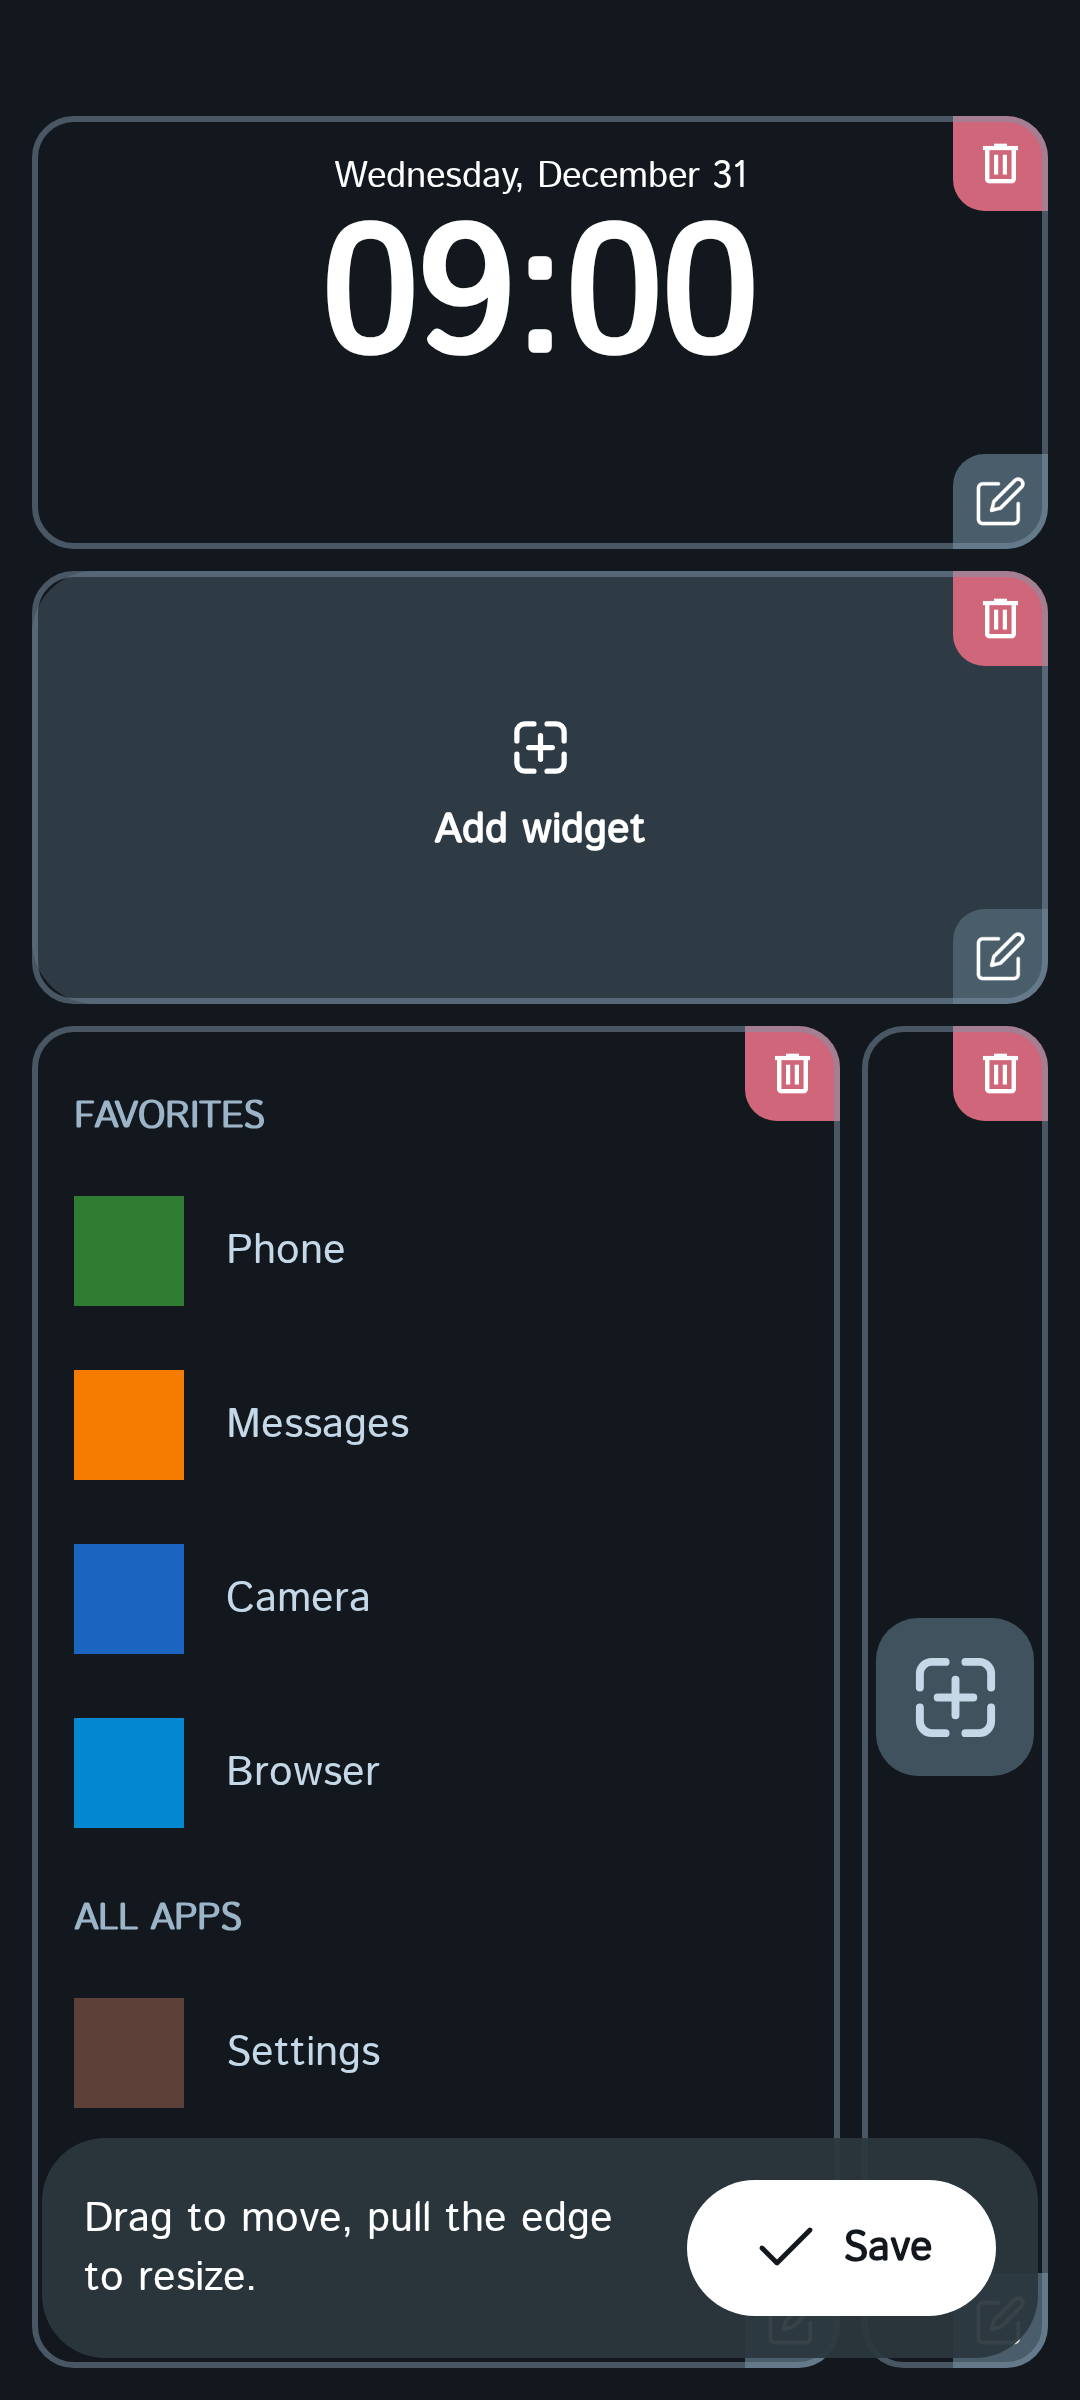 Wednesday, December 31
09:00
Add widget
FAVORITES
Phone
Messages
Camera
Browser
ALL APPS
Settings
Drag to move, pull the edge
to resize.
Save